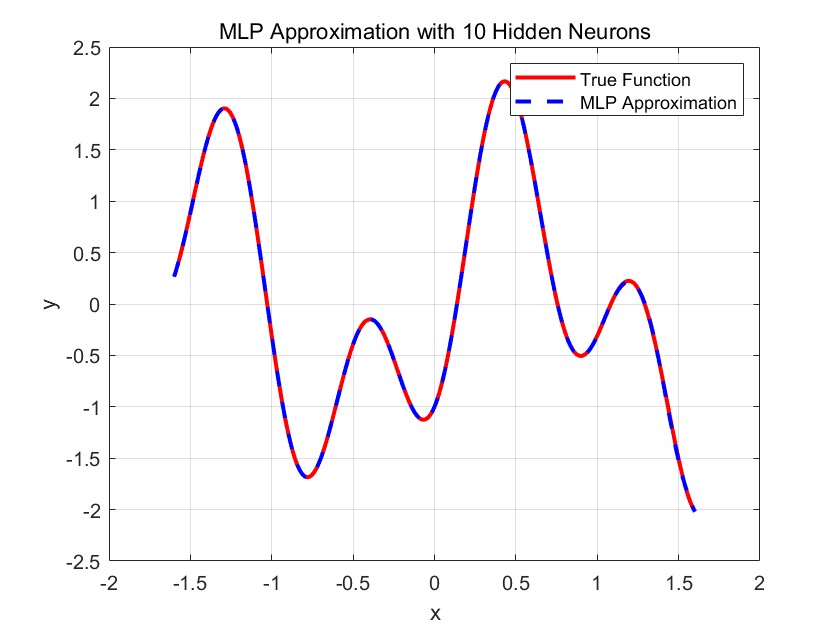 MLP Approximation with 10 Hidden Neurons
True Function
MLP Approximation
2.5
2
1.5
1
0.5
0
-0.5
-1
-1.5
-2
-2.5
y
-2 -1.5 -1 -0.5 0 0.5 1 1.5 2
x